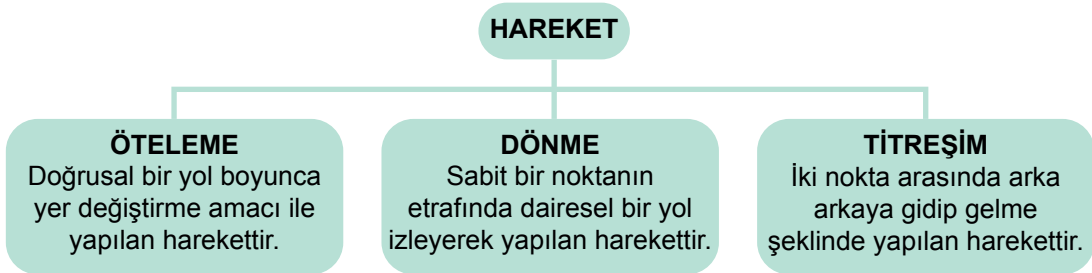 HAREKET
ÖTELEME
Doğrusal bir yol boyunca
yer değiştirme amacı ile
yapılan harekettir.
DÖNME
Sabit bir noktanın
etrafında dairesel bir yol
izleyerek yapılan harekettir.
TİTREŞİM
İki nokta arasında arka
arkaya gidip gelme
şeklinde yapılan harekettir.